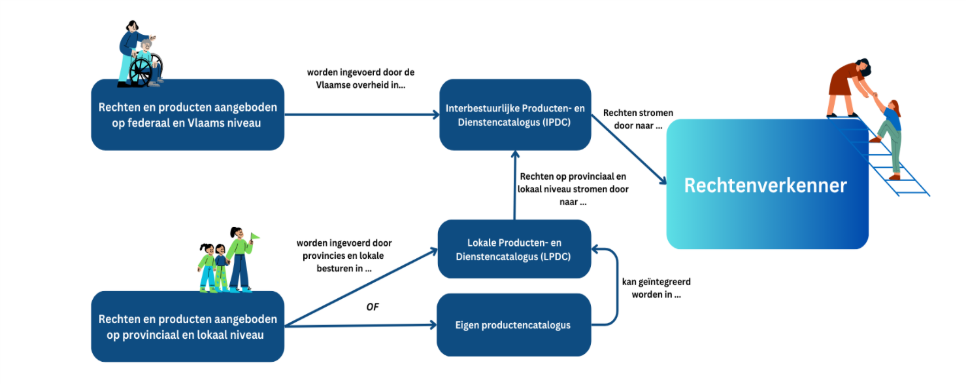 worden ingevoerd door de
Vlaamse overheid in...
Rechten en producten aangeboden
op federaal en Vlaams niveau
Interbestuurlijke Producten- en
Dienstencatalogus (IPDC)
Rechten stromen
door naar ...
Rechtenverkenner
Rechten op provinciaal en
lokaal niveau stromen door
naar ...
worden ingevoerd door
provincies en lokale
besturen in ...
Lokale Producten- en
Dienstencatalogus (LPDC)
kan geïntegreerd
worden in ...
OF
Rechten en producten aangeboden
op provinciaal en lokaal niveau
Eigen productencatalogus